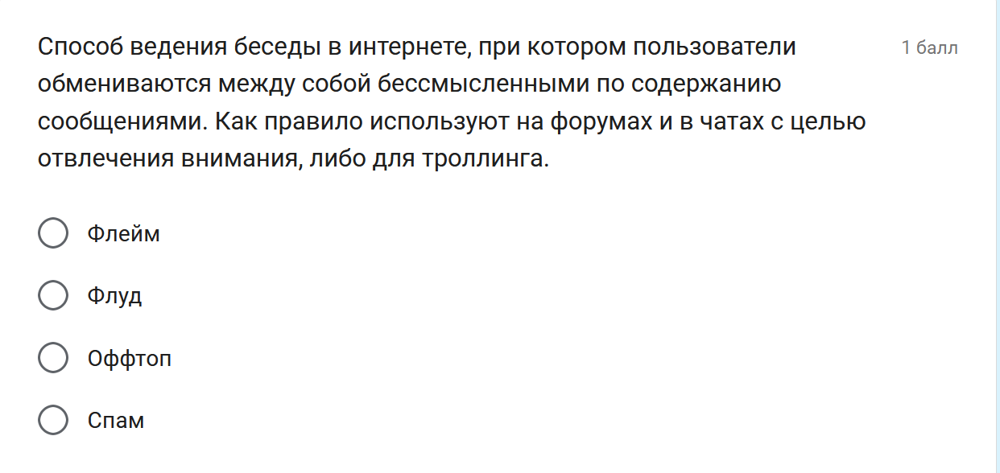 Способ ведения беседы в интернете, при котором пользователи
1 балл
обмениваются между собой бессмысленными по содержанию
сообщениями. Как правило используют на форумах и в чатах с целью
отвлечения внимания, либо для троллинга.
Флейм
Флуд
Оффтоп
Спам